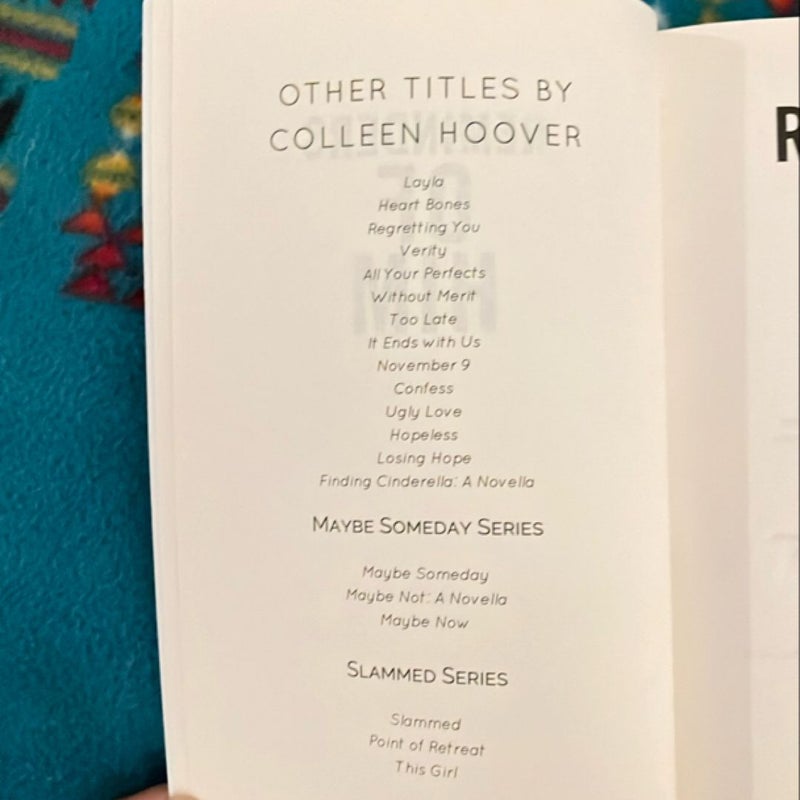 OTHER TITLES BY
COLLEEN HOOVER
Layla
Heart Bones
Regretting You
Verity
All Your Perfects
Without Merit
Too Late
It Ends with Us
November 9
Confess
Ugly Love
Hopeless
Losing Hope
Finding Cinderella: A Novella
MAYBE SOMEDAY SERIES
Maybe Someday
Maybe Not: A Novella
Maybe Now
SLAMMED SERIES
Slammed
Point of Retreat
This Girl
R